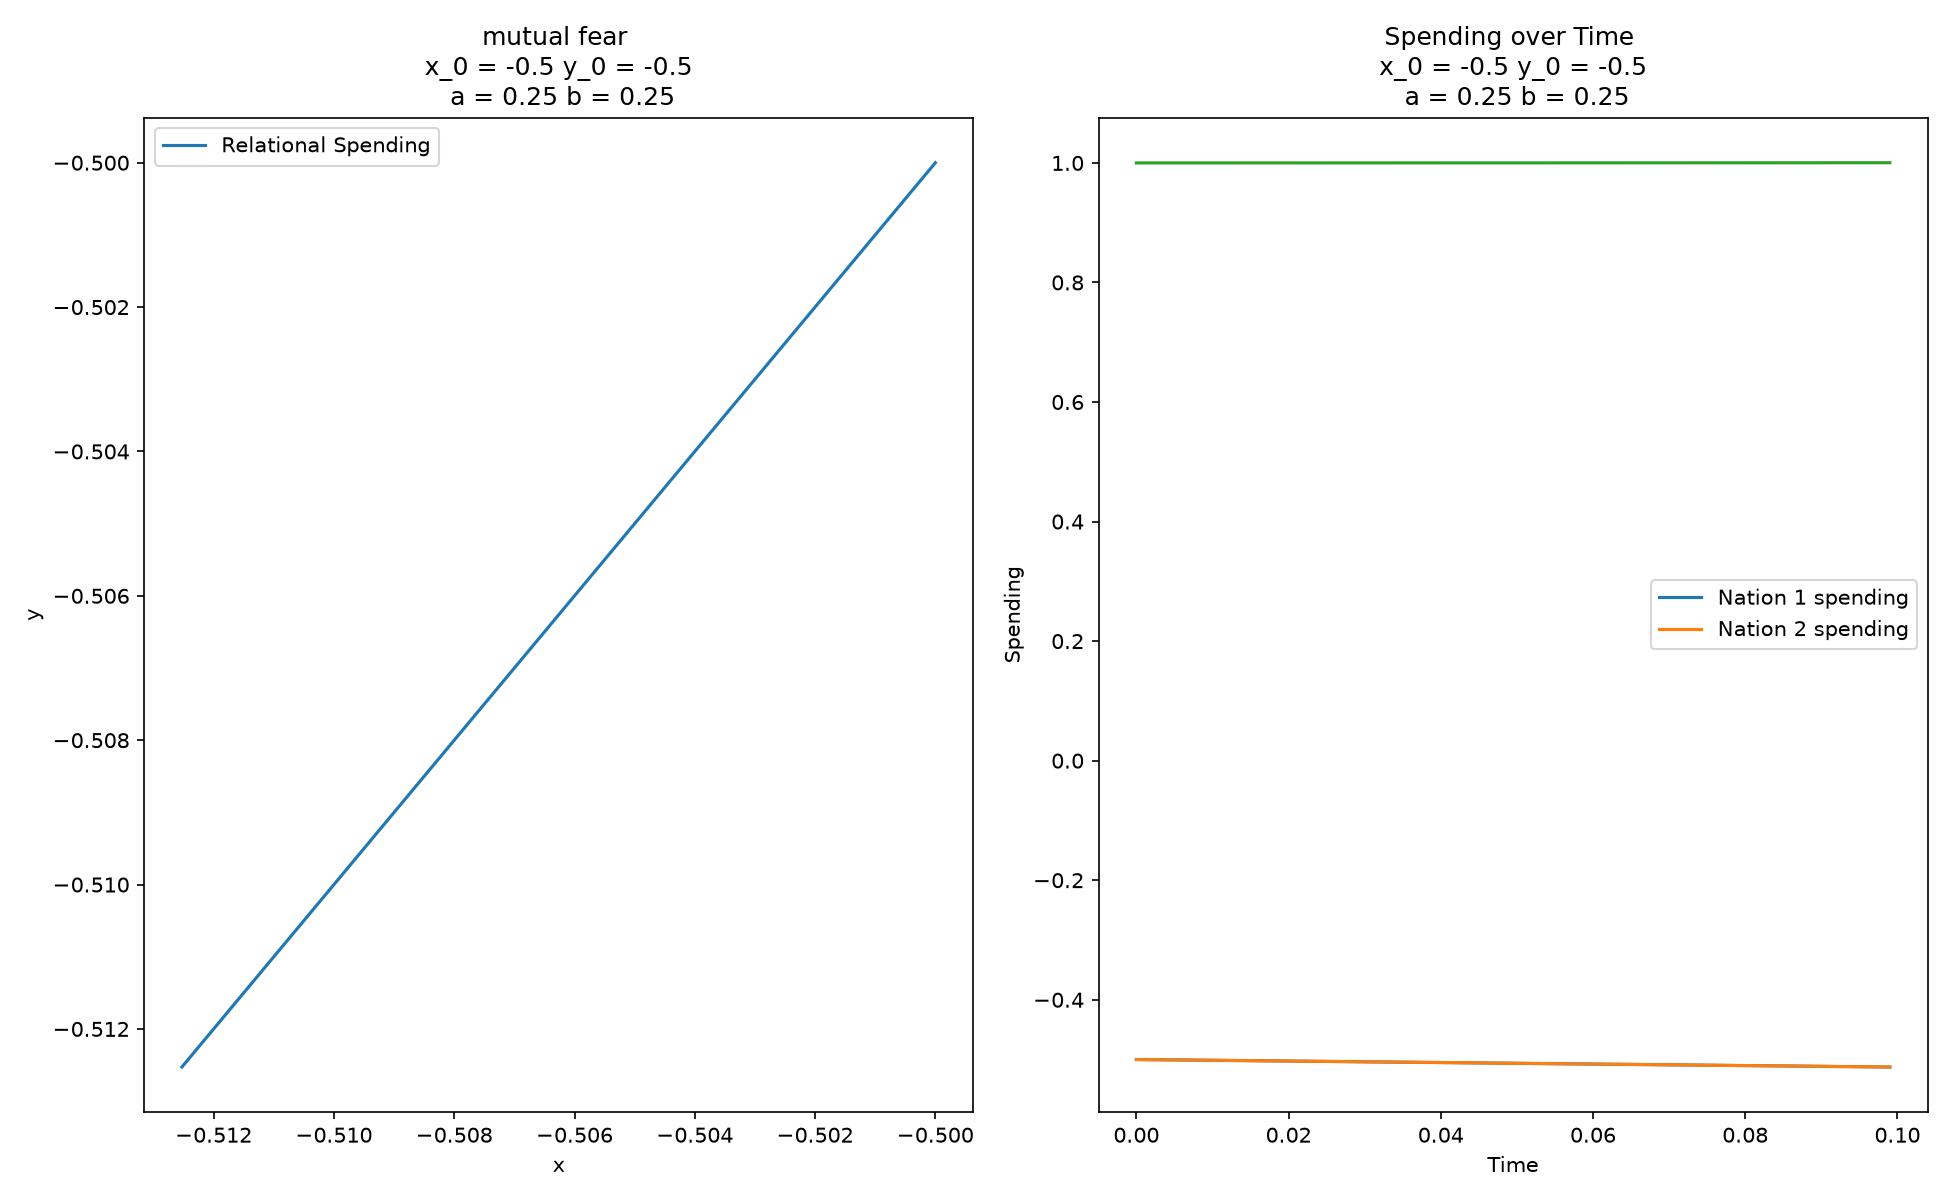 mutual fear
x_0 = -0.5 y_0 = -0.5
a = 0.25 b = 0.25
Relational Spending
−0.500
−0.502
−0.504
−0.506
−0.508
−0.510
−0.512
y
−0.512 −0.510 −0.508 −0.506 −0.504 −0.502 −0.500
x
Spending over Time
x_0 = -0.5 y_0 = -0.5
a = 0.25 b = 0.25
1.0
0.8
0.6
0.4
0.2
0.0
−0.2
−0.4
Spending
Nation 1 spending
Nation 2 spending
0.00 0.02 0.04 0.06 0.08 0.10
Time